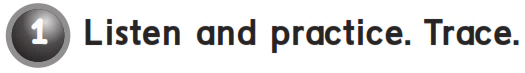 1 Listen and practice. Trace.